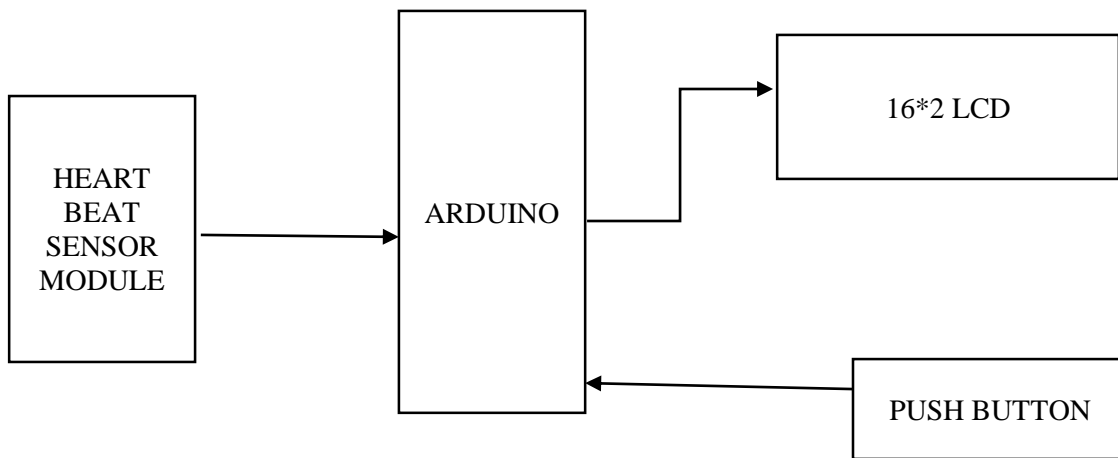 HEART
BEAT
SENSOR
MODULE
ARDUINO
16*2 LCD
PUSH BUTTON